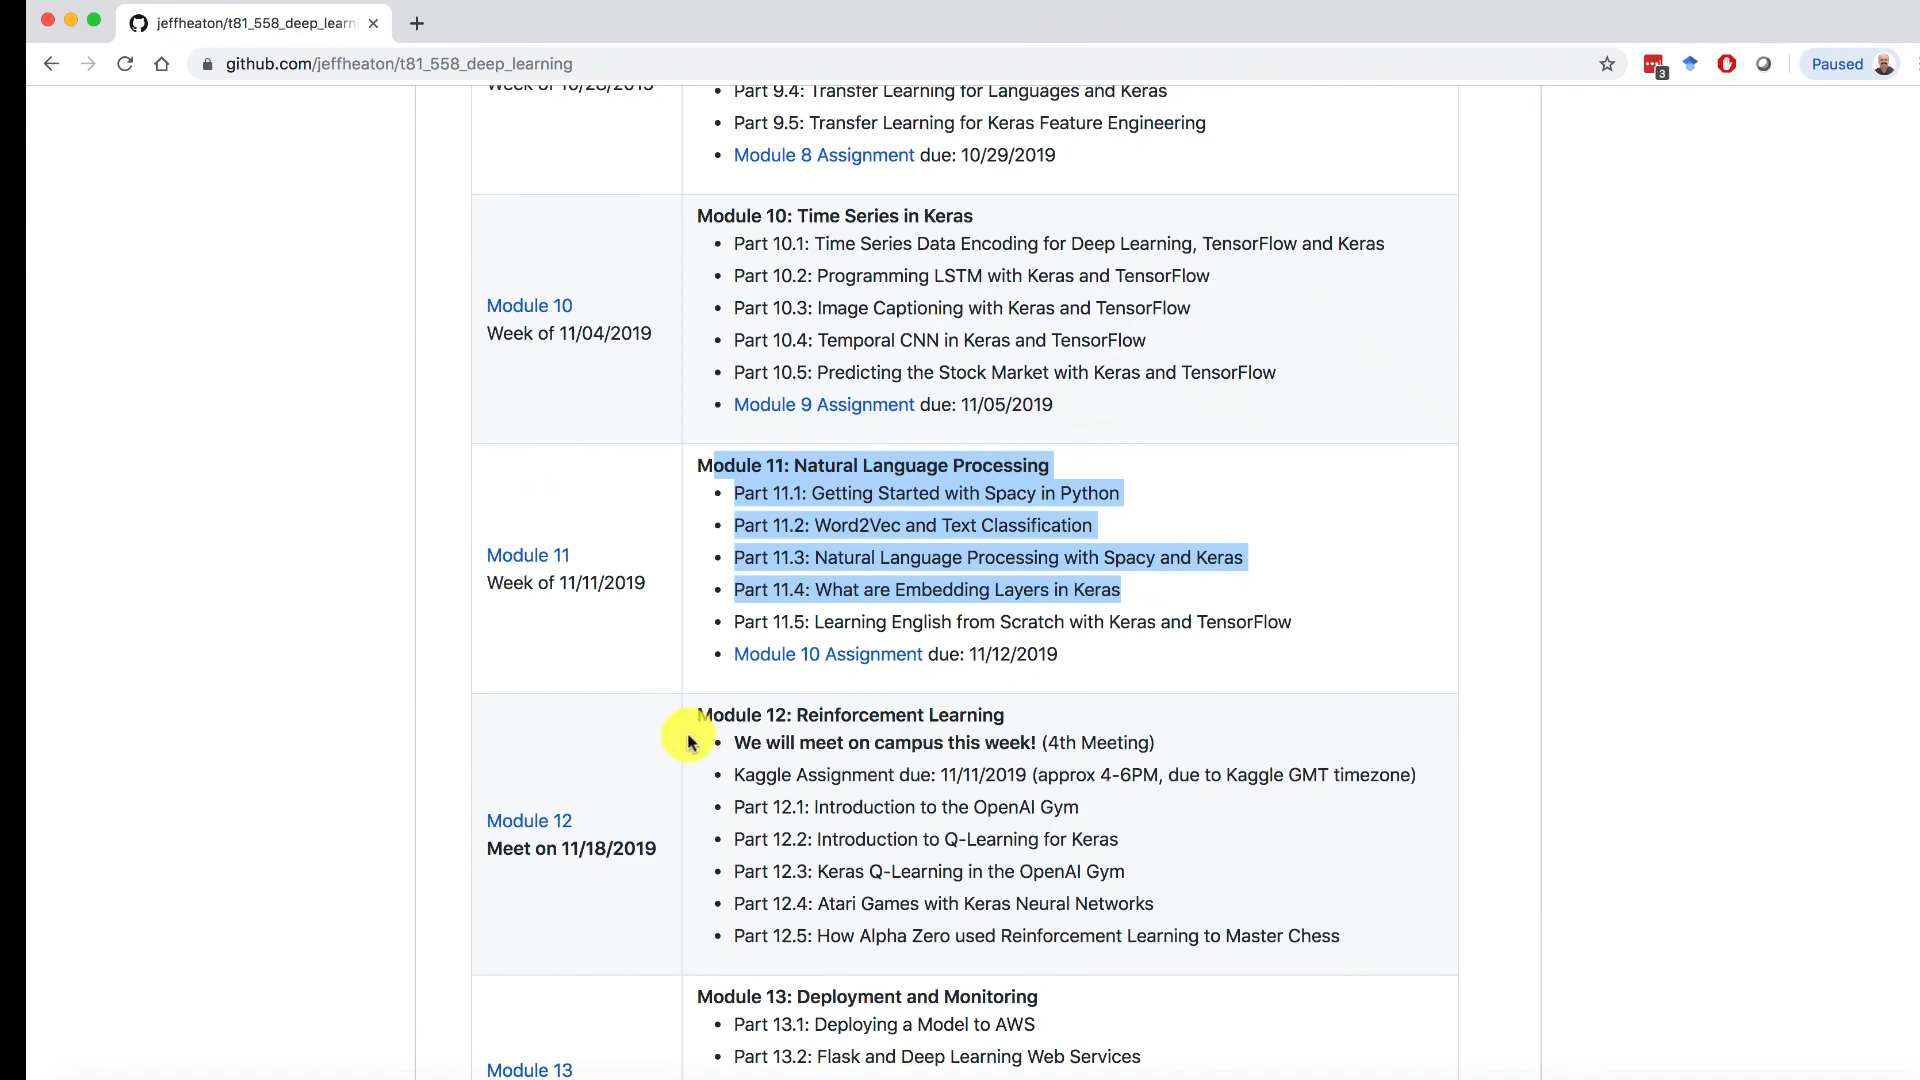 jeffheaton/t81_558_deep_learn
github.com/jeffheaton/t81_558_deep_learning
3
Paused
Week of 10/28/2019
• Part 9.4: Transfer Learning for Languages and Keras
• Part 9.5: Transfer Learning for Keras Feature Engineering
• Module 8 Assignment due: 10/29/2019
Module 10
Week of 11/04/2019
Module 10: Time Series in Keras
• Part 10.1: Time Series Data Encoding for Deep Learning, TensorFlow and Keras
• Part 10.2: Programming LSTM with Keras and TensorFlow
• Part 10.3: Image Captioning with Keras and TensorFlow
• Part 10.4: Temporal CNN in Keras and TensorFlow
• Part 10.5: Predicting the Stock Market with Keras and TensorFlow
• Module 9 Assignment due: 11/05/2019
Module 11
Week of 11/11/2019
Module 11: Natural Language Processing
• Part 11.1: Getting Started with Spacy in Python
• Part 11.2: Word2Vec and Text Classification
• Part 11.3: Natural Language Processing with Spacy and Keras
• Part 11.4: What are Embedding Layers in Keras
• Part 11.5: Learning English from Scratch with Keras and TensorFlow
• Module 10 Assignment due: 11/12/2019
Module 12
Meet on 11/18/2019
Module 12: Reinforcement Learning
• We will meet on campus this week! (4th Meeting)
• Kaggle Assignment due: 11/11/2019 (approx 4-6PM, due to Kaggle GMT timezone)
• Part 12.1: Introduction to the OpenAI Gym
• Part 12.2: Introduction to Q-Learning for Keras
• Part 12.3: Keras Q-Learning in the OpenAI Gym
• Part 12.4: Atari Games with Keras Neural Networks
• Part 12.5: How Alpha Zero used Reinforcement Learning to Master Chess
Module 13
Module 13: Deployment and Monitoring
• Part 13.1: Deploying a Model to AWS
• Part 13.2: Flask and Deep Learning Web Services